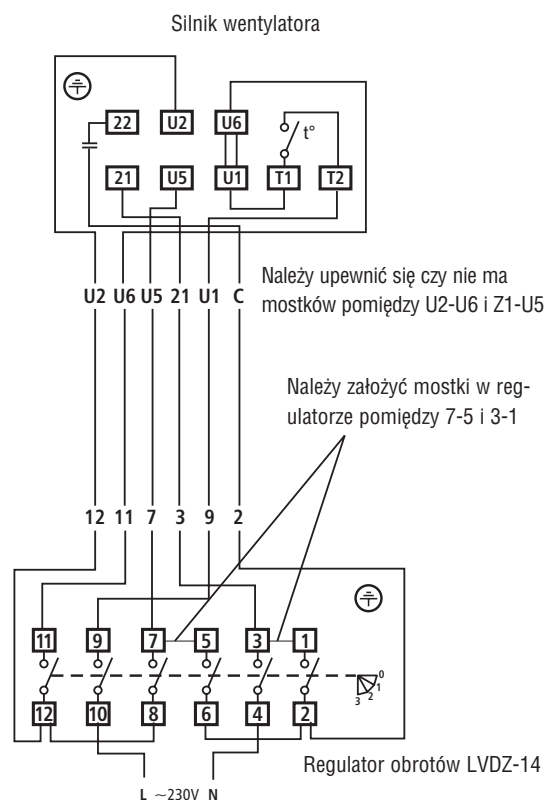 Silnik wentylatora
22 U2 U6 t°
21 U5 U1 T1 T2
U2 U6 U5 21 U1 C
Należy upewnić się czy nie ma
mostków pomiędzy U2-U6 i Z1-U5
Należy założyć mostki w reg-
ulatorze pomiędzy 7-5 i 3-1
12 11 7 3 9 2
11 9 7 5 3 1
0
1
2
3
12 10 8 6 4 2
Regulator obrotów LVDZ-14
L ~230V N